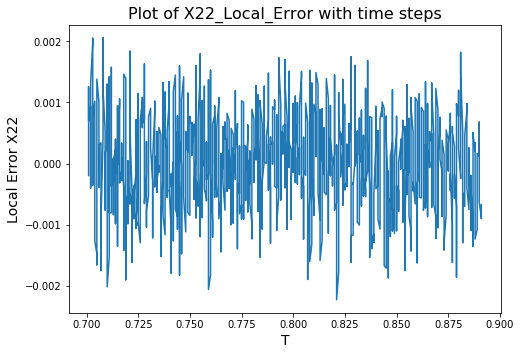 Plot of X22_Local_Error with time steps
Local Error X22
0.002
0.001
0.000
−0.001
−0.002
0.700 0.725 0.750 0.775 0.800 0.825 0.850 0.875 0.900
T